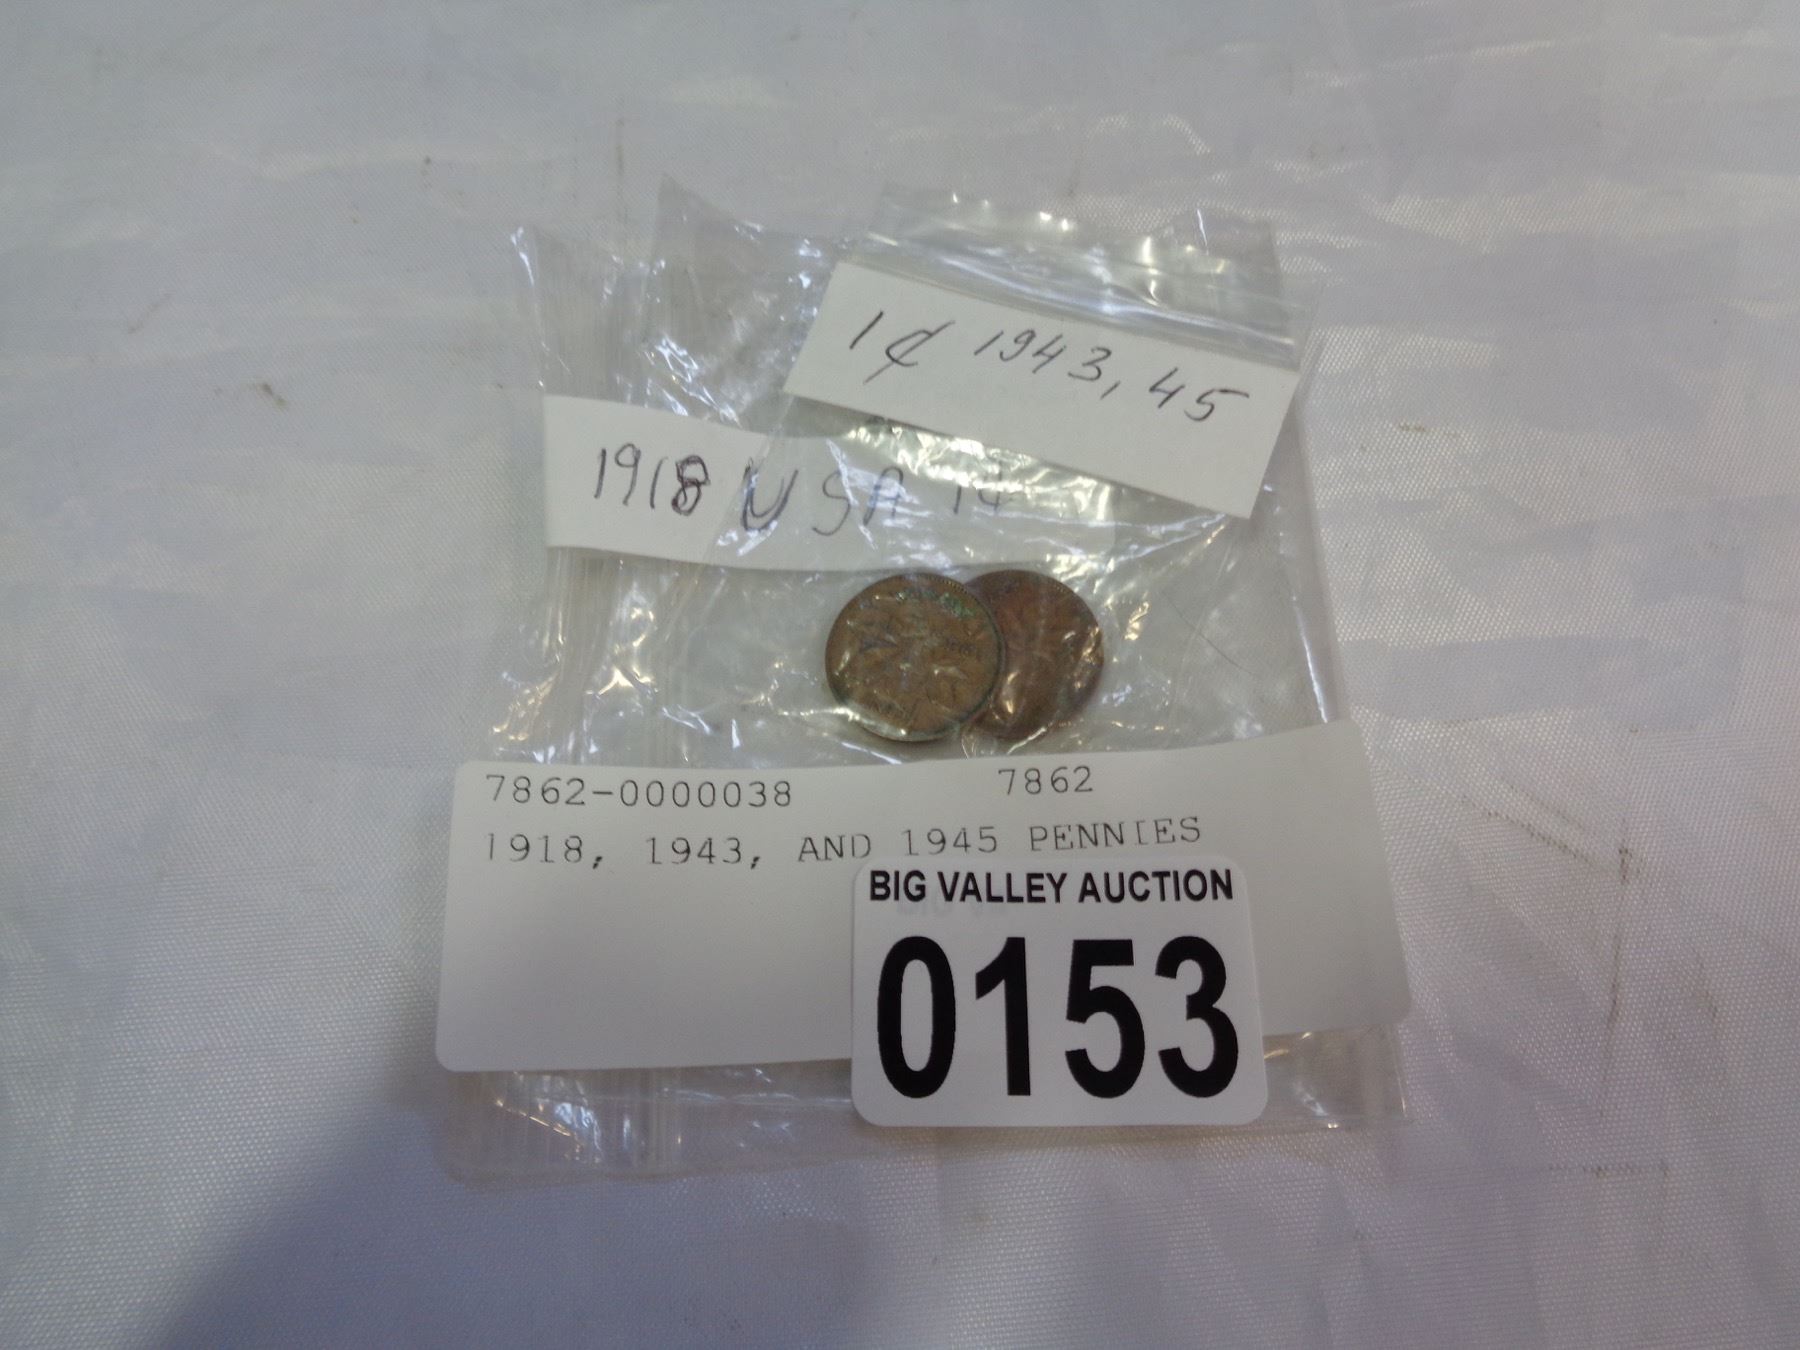 1¢ 1943, 45
1918 USA 1¢
7862-0000038 7862
1918, 1943, AND 1945 PENNIES
BIG VALLEY AUCTION
0153